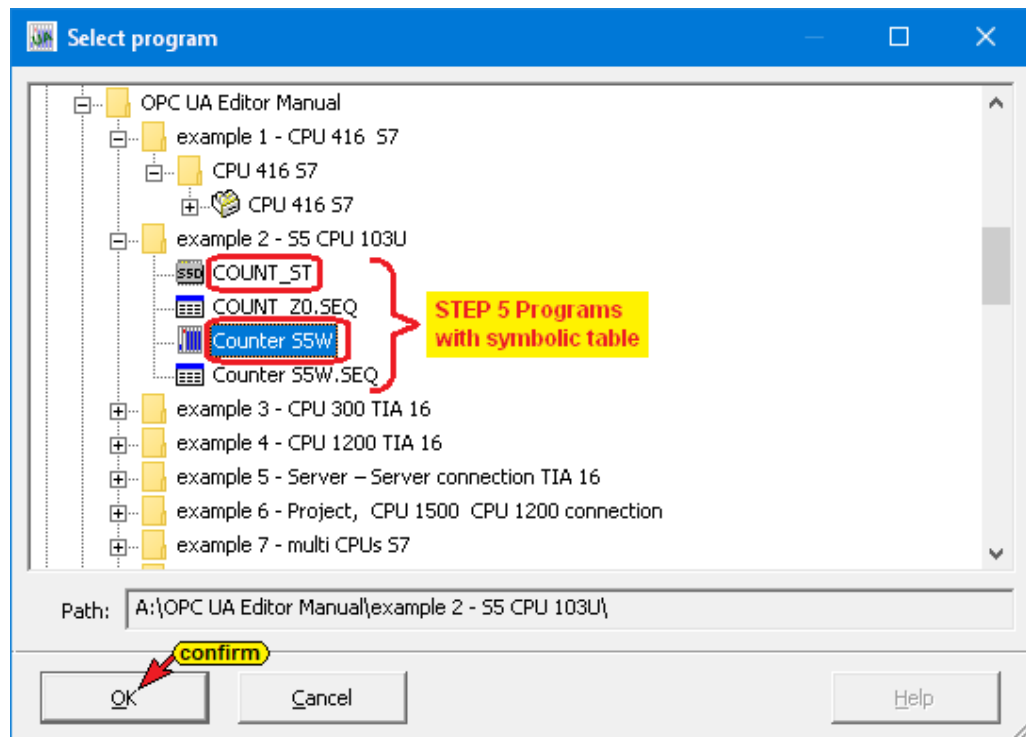 Select program
OPC UA Editor Manual
example 1 - CPU 416  S7
CPU 416 S7
CPU 416 S7
example 2 - S5 CPU 103U
S5D COUNT_ST
COUNT_Z0.SEQ
Counter S5W
Counter S5W.SEQ
STEP 5 Programs
with symbolic table
example 3 - CPU 300 TIA 16
example 4 - CPU 1200 TIA 16
example 5 - Server – Server connection TIA 16
example 6 - Project,  CPU 1500  CPU 1200 connection
example 7 - multi CPUs S7
Path: A:\OPC UA Editor Manual\example 2 - S5 CPU 103U\
confirm
OK Cancel Help